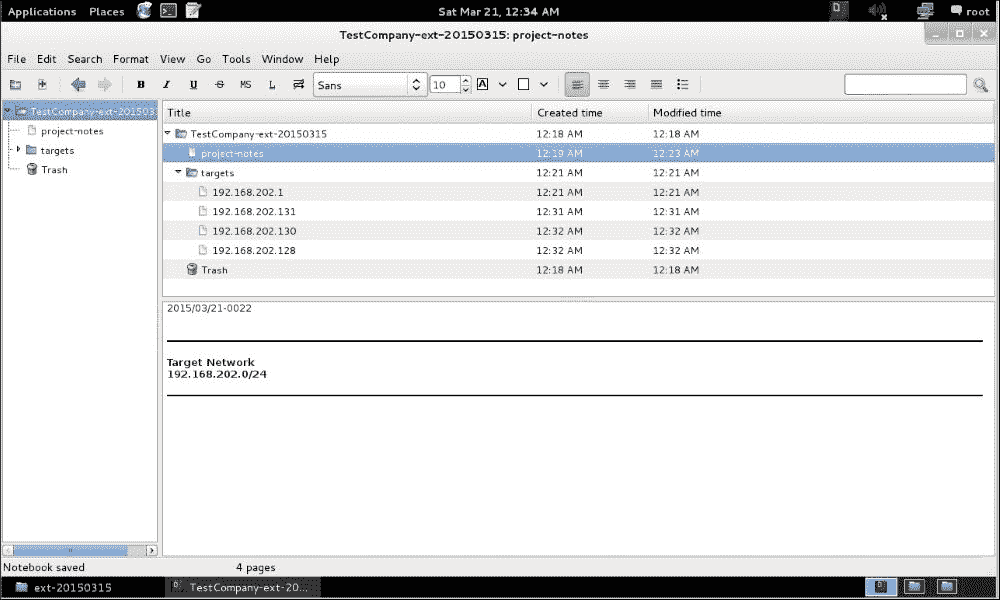 Applications Places Sat Mar 21, 12:34 AM root
TestCompany-ext-20150315: project-notes
File Edit Search Format View Go Tools Window Help
B I U S MS L Sans 10 A
TestCompany-ext-201503
project-notes
targets
Trash
Title Created time Modified time
TestCompany-ext-20150315 12:18 AM 12:18 AM
project-notes 12:19 AM 12:23 AM
targets 12:21 AM 12:21 AM
192.168.202.1 12:21 AM 12:21 AM
192.168.202.131 12:31 AM 12:31 AM
192.168.202.130 12:32 AM 12:32 AM
192.168.202.128 12:32 AM 12:32 AM
Trash 12:18 AM 12:18 AM
2015/03/21-0022
Target Network
192.168.202.0/24
Notebook saved 4 pages
ext-20150315 TestCompany-ext-20...